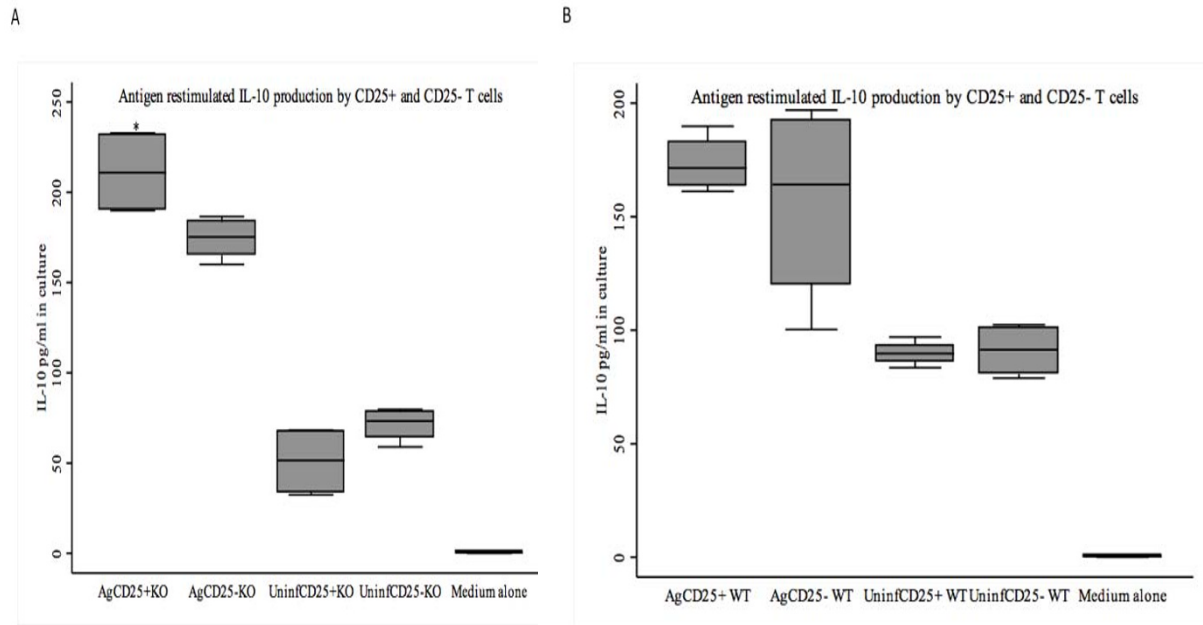 A
Antigen restimulated IL-10 production by CD25+ and CD25- T cells
*
IL-10 pg/ml in culture
250
200
150
100
50
0
AgCD25+KO AgCD25-KO UninfCD25+KO UninfCD25-KO Medium alone
B
Antigen restimulated IL-10 production by CD25+ and CD25- T cells
IL-10 pg/ml in culture
200
150
100
50
0
AgCD25+ WT AgCD25- WT UninfCD25+ WT UninfCD25- WT Medium alone